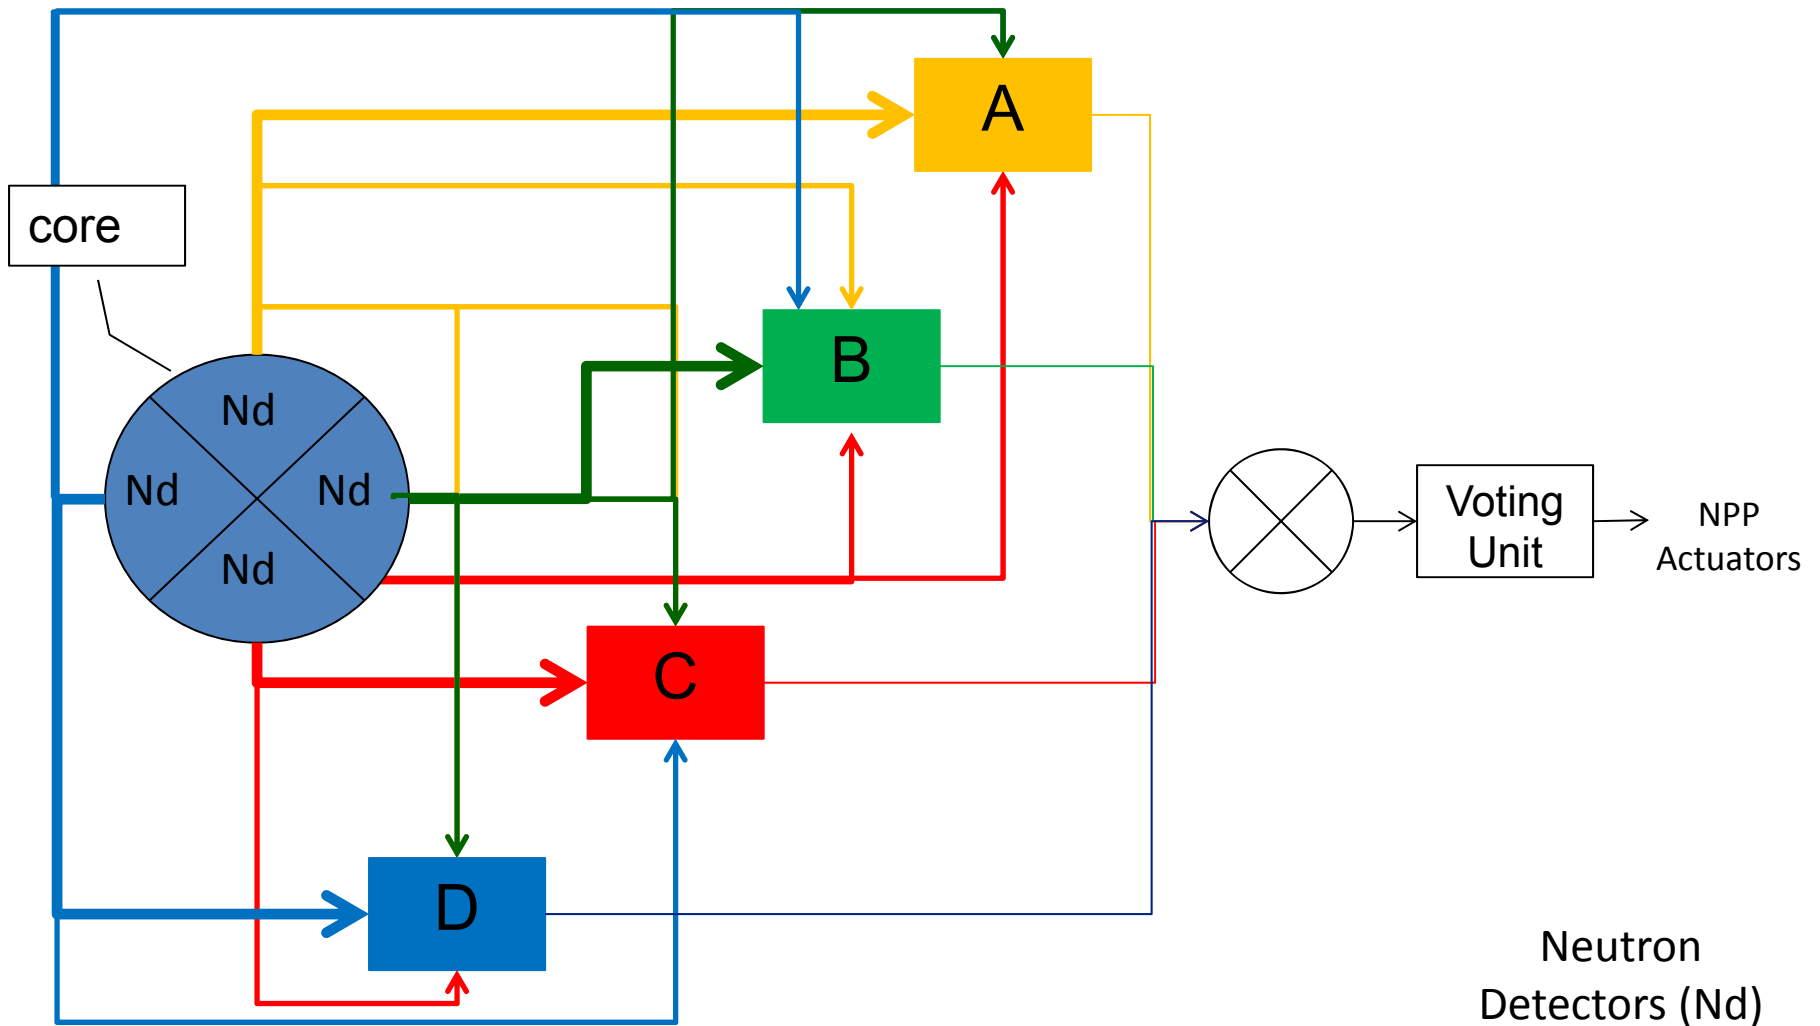 A
core
B
Nd
Nd
Nd
Nd
Voting
Unit
NPP
Actuators
C
D
Neutron
Detectors (Nd)